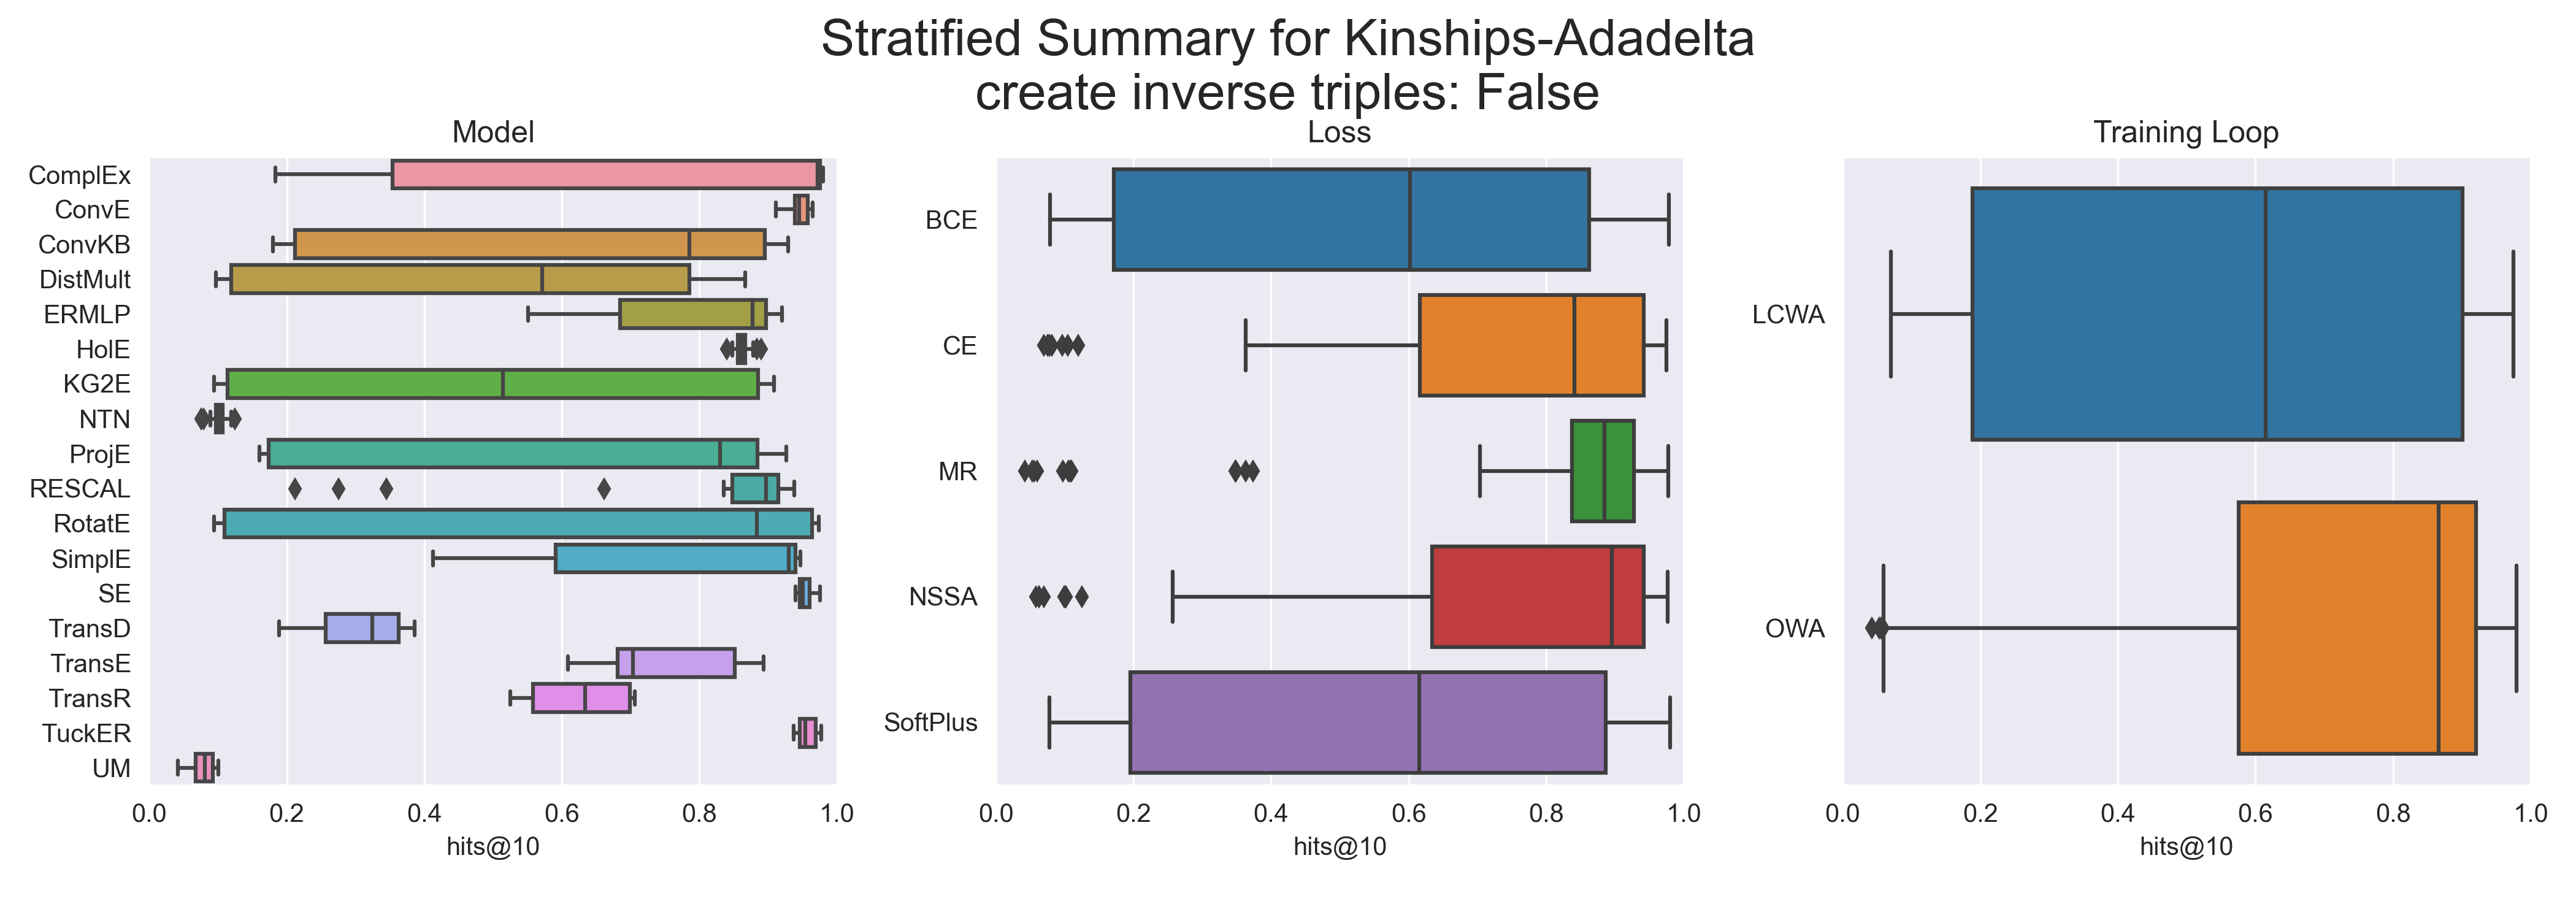 Stratified Summary for Kinships-Adadelta
create inverse triples: False
Model
ComplEx
ConvE
ConvKB
DistMult
ERMLP
HolE
KG2E
NTN
ProjE
RESCAL
RotatE
SimplE
SE
TransD
TransE
TransR
TuckER
UM
0.0 0.2 0.4 0.6 0.8 1.0
hits@10
Loss
BCE
CE
MR
NSSA
SoftPlus
0.0 0.2 0.4 0.6 0.8 1.0
hits@10
Training Loop
LCWA
OWA
0.0 0.2 0.4 0.6 0.8 1.0
hits@10